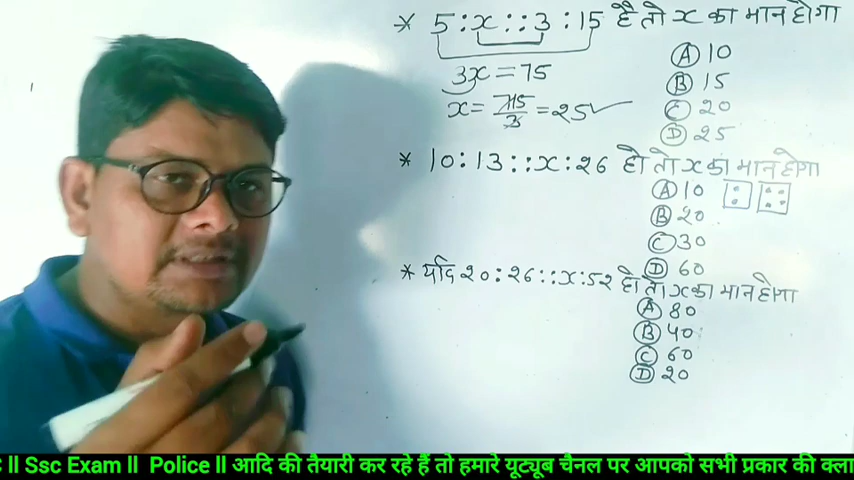 * 5:x::3:15 है तो x का मान होगा
3x = 75
x = 75/3 = 25 ✓
(A) 10
(B) 15
(C) 20
(D) 25
* 10:13::x:26 हो तो x का मान होगा
(A) 10
(B) 20
(C) 30
(D) 60
* यदि 20:26::x:52 हो तो x का मान होगा
(A) 80
(B) 40
(C) 60
(D) 20
ll Ssc Exam ll Police ll आदि की तैयारी कर रहे हैं तो हमारे यूट्यूब चैनल पर आपको सभी प्रकार की क्ला